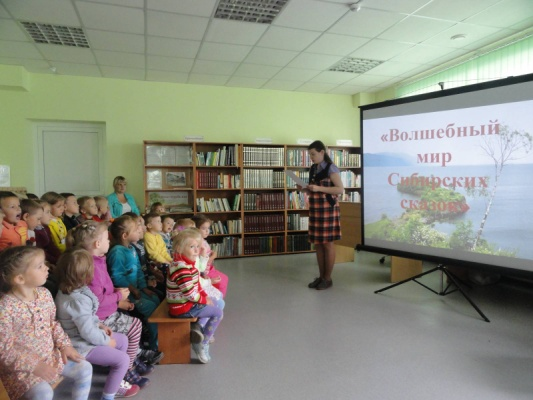 «Волшебный
мир
Сибирских
сказок»